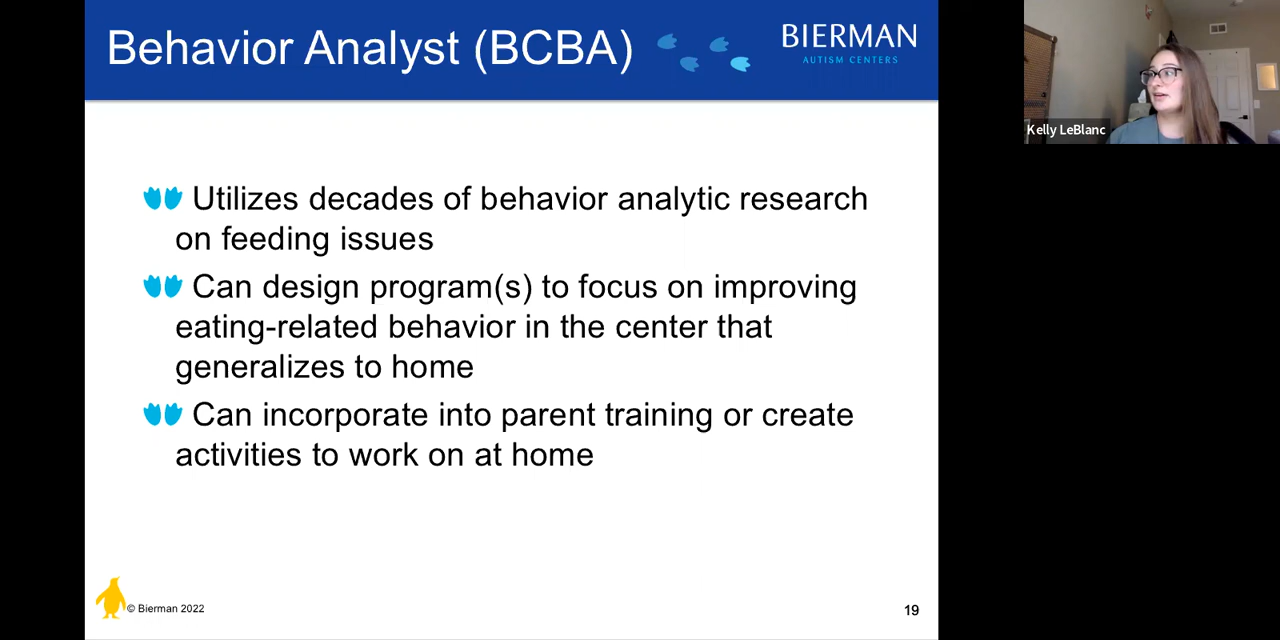 Behavior Analyst (BCBA)
BIERMAN
AUTISM CENTERS
Kelly LeBlanc
Utilizes decades of behavior analytic research
on feeding issues
Can design program(s) to focus on improving
eating-related behavior in the center that
generalizes to home
Can incorporate into parent training or create
activities to work on at home
© Bierman 2022
19